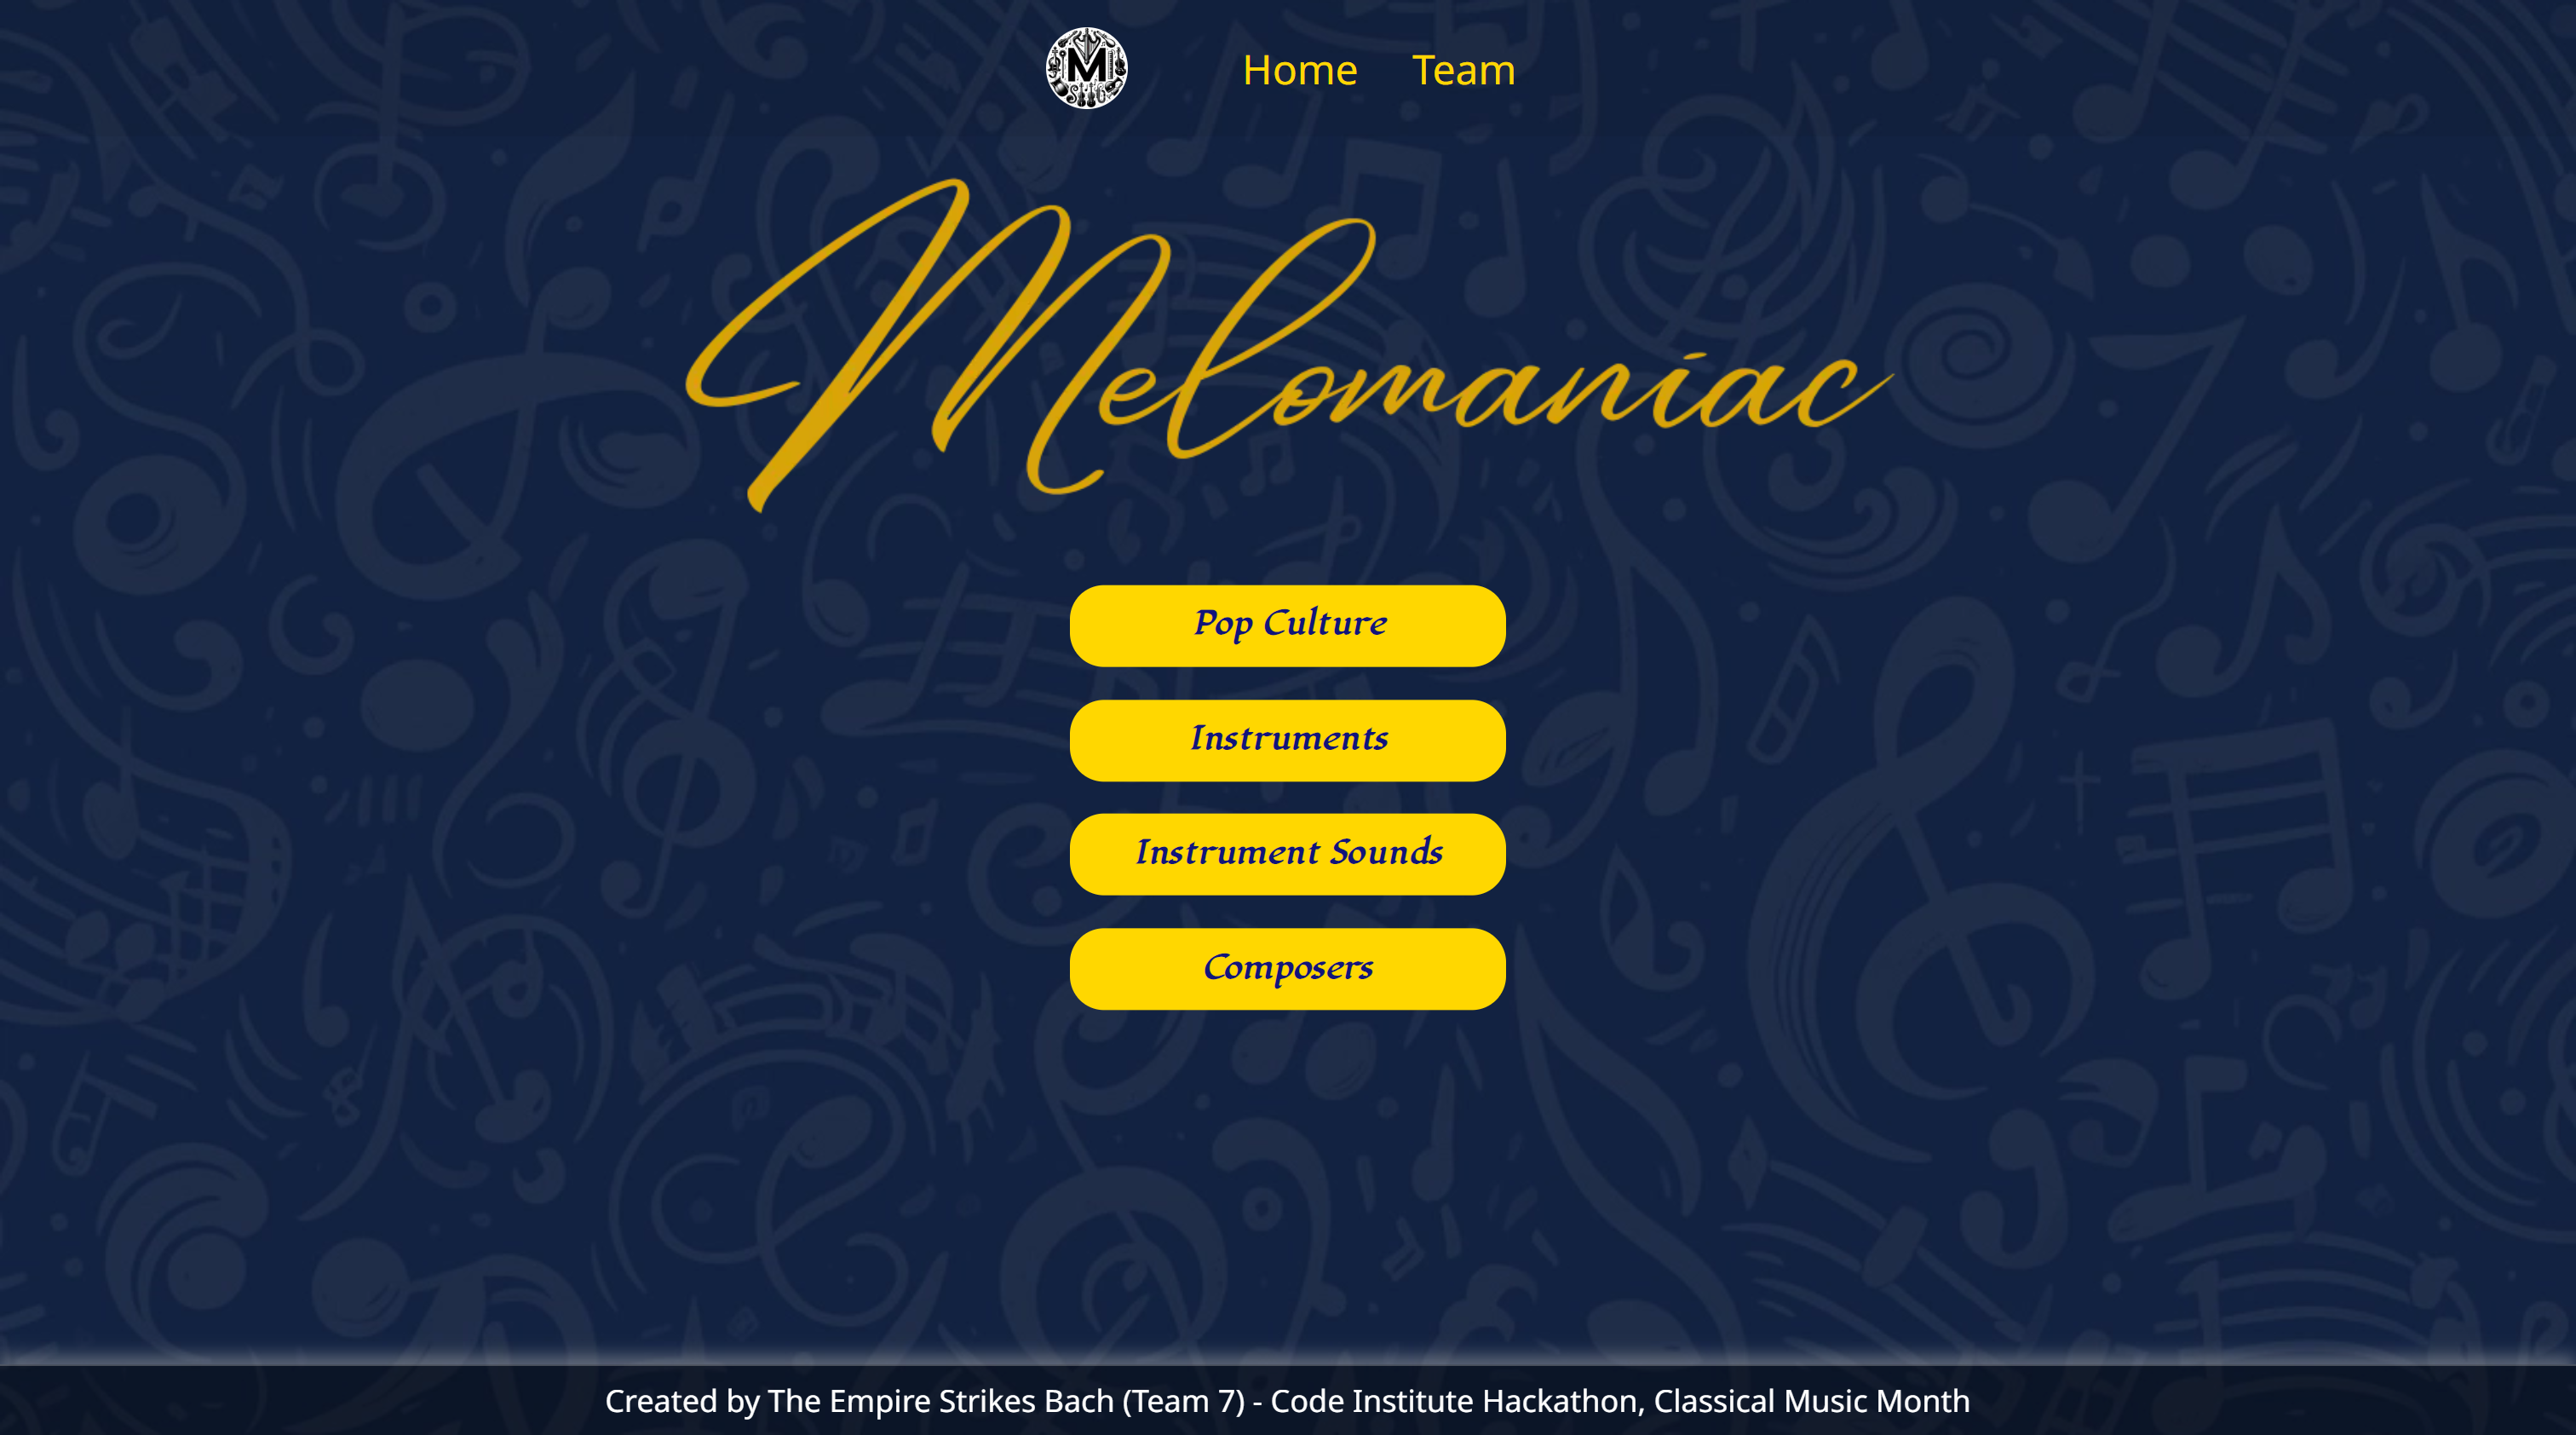 M
Home Team
Melomaniac
Pop Culture
Instruments
Instrument Sounds
Composers
Created by The Empire Strikes Bach (Team 7) - Code Institute Hackathon, Classical Music Month